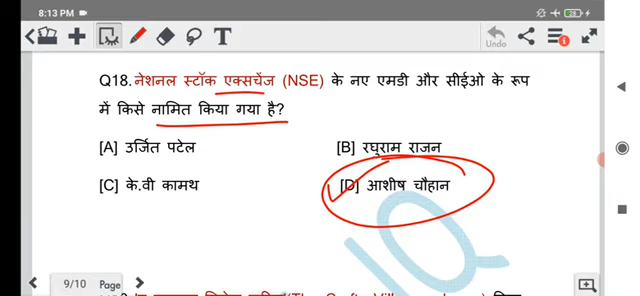 8:13 PM
Undo
Q18. नेशनल स्टॉक एक्सचेंज (NSE) के नए एमडी और सीईओ के रूप
में किसे नामित किया गया है?
[A] उर्जित पटेल
[B] रघुराम राजन
[C] के.वी कामथ
[D] आशीष चौहान
9/10 Page